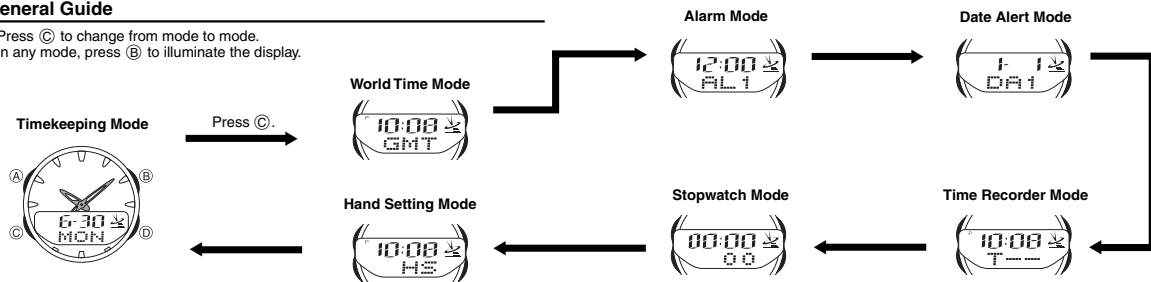 eneral Guide
Press Ⓒ to change from mode to mode.
n any mode, press Ⓑ to illuminate the display.
Alarm Mode
12:00
AL1
Date Alert Mode
1- 1
DA1
World Time Mode
P 10:08
GMT
Timekeeping Mode
Press Ⓒ.
Ⓐ
Ⓑ
Ⓒ
Ⓓ
6-30
MON
Hand Setting Mode
P 10:08
HS
Stopwatch Mode
00:00
00
Time Recorder Mode
P 10:08
T---